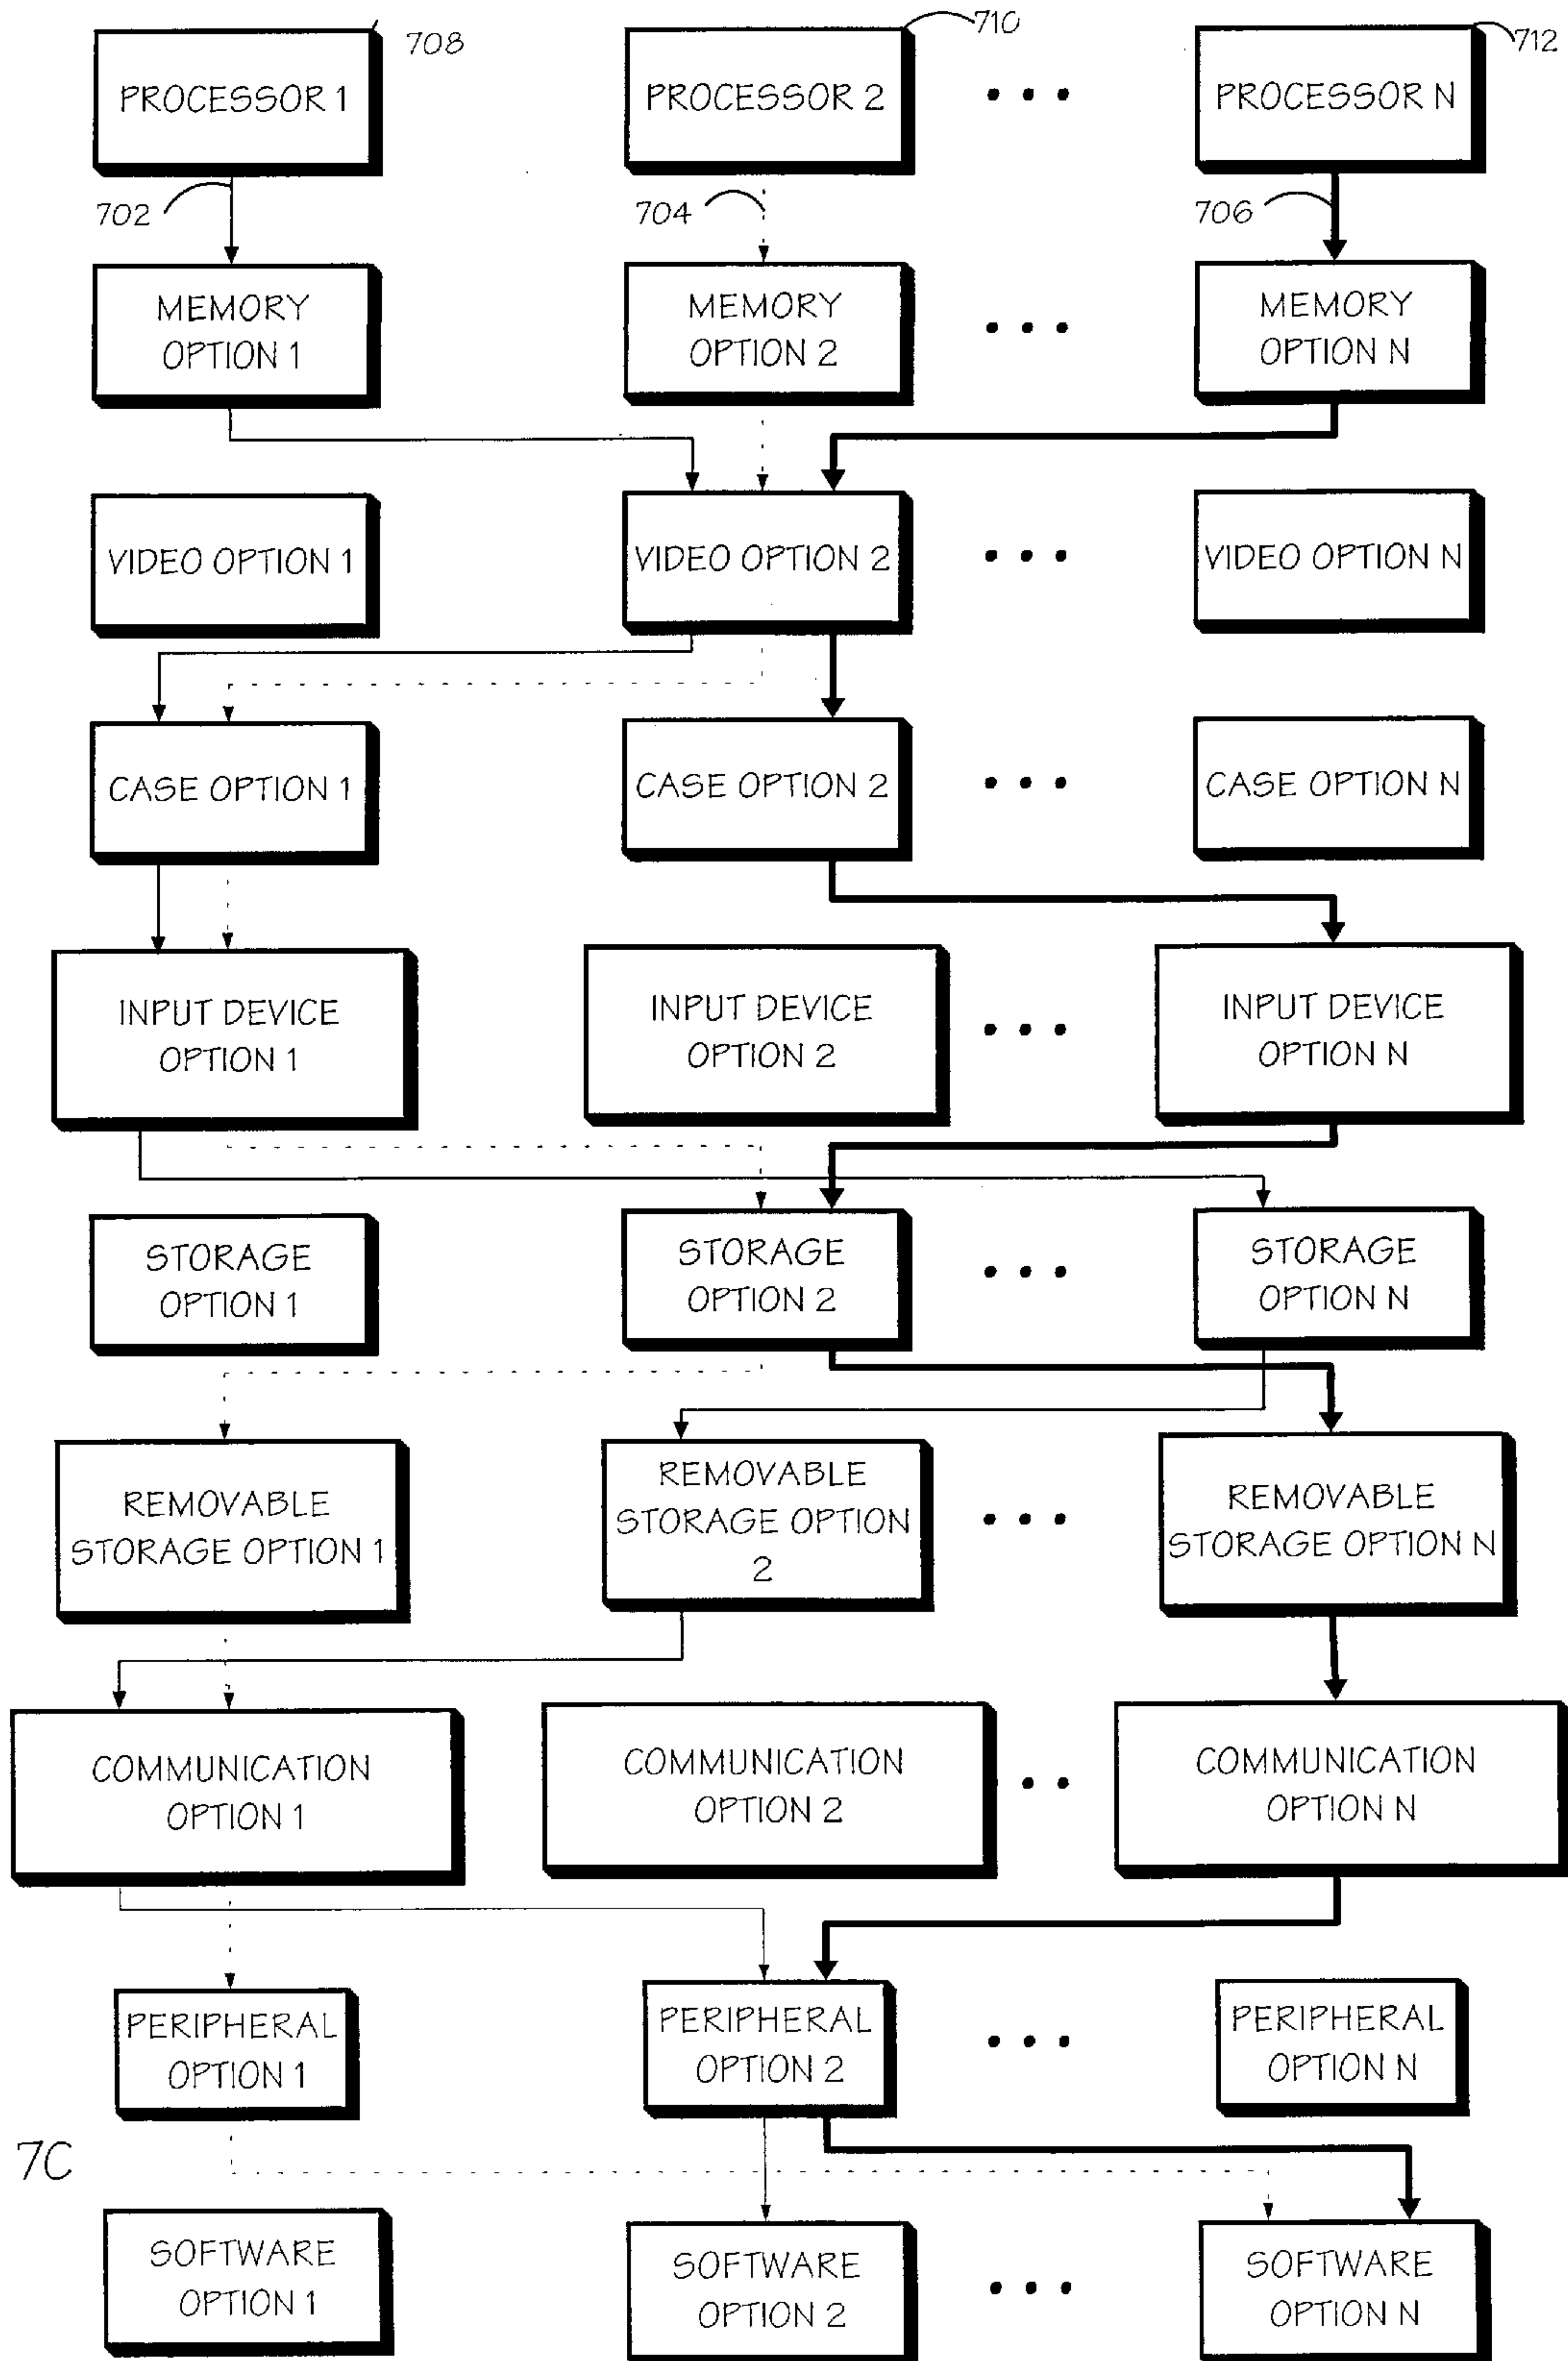 708
710
712
PROCESSOR 1
PROCESSOR 2
PROCESSOR N
702
704
706
MEMORY
OPTION 1
MEMORY
OPTION 2
MEMORY
OPTION N
VIDEO OPTION 1
VIDEO OPTION 2
VIDEO OPTION N
CASE OPTION 1
CASE OPTION 2
CASE OPTION N
INPUT DEVICE
OPTION 1
INPUT DEVICE
OPTION 2
INPUT DEVICE
OPTION N
STORAGE
OPTION 1
STORAGE
OPTION 2
STORAGE
OPTION N
REMOVABLE
STORAGE OPTION 1
REMOVABLE
STORAGE OPTION
2
REMOVABLE
STORAGE OPTION N
COMMUNICATION
OPTION 1
COMMUNICATION
OPTION 2
COMMUNICATION
OPTION N
PERIPHERAL
OPTION 1
PERIPHERAL
OPTION 2
PERIPHERAL
OPTION N
7C
SOFTWARE
OPTION 1
SOFTWARE
OPTION 2
SOFTWARE
OPTION N